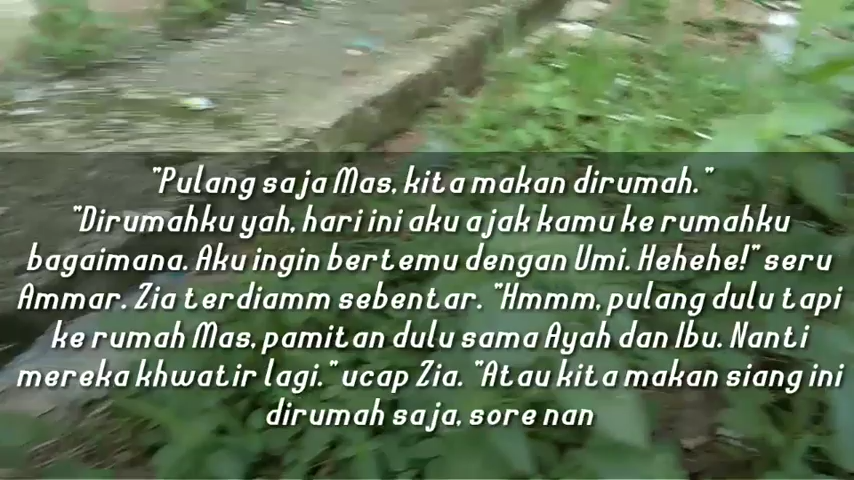 "Pulang saja Mas, kita makan dirumah."
"Dirumahku yah, hari ini aku ajak kamu ke rumahku
bagaimana. Aku ingin bertemu dengan Umi. Hehehe!" seru
Ammar. Zia terdiamm sebentar. "Hmmm, pulang dulu tapi
ke rumah Mas, pamitan dulu sama Ayah dan Ibu. Nanti
mereka khwatir lagi." ucap Zia. "Atau kita makan siang ini
dirumah saja, sore nan